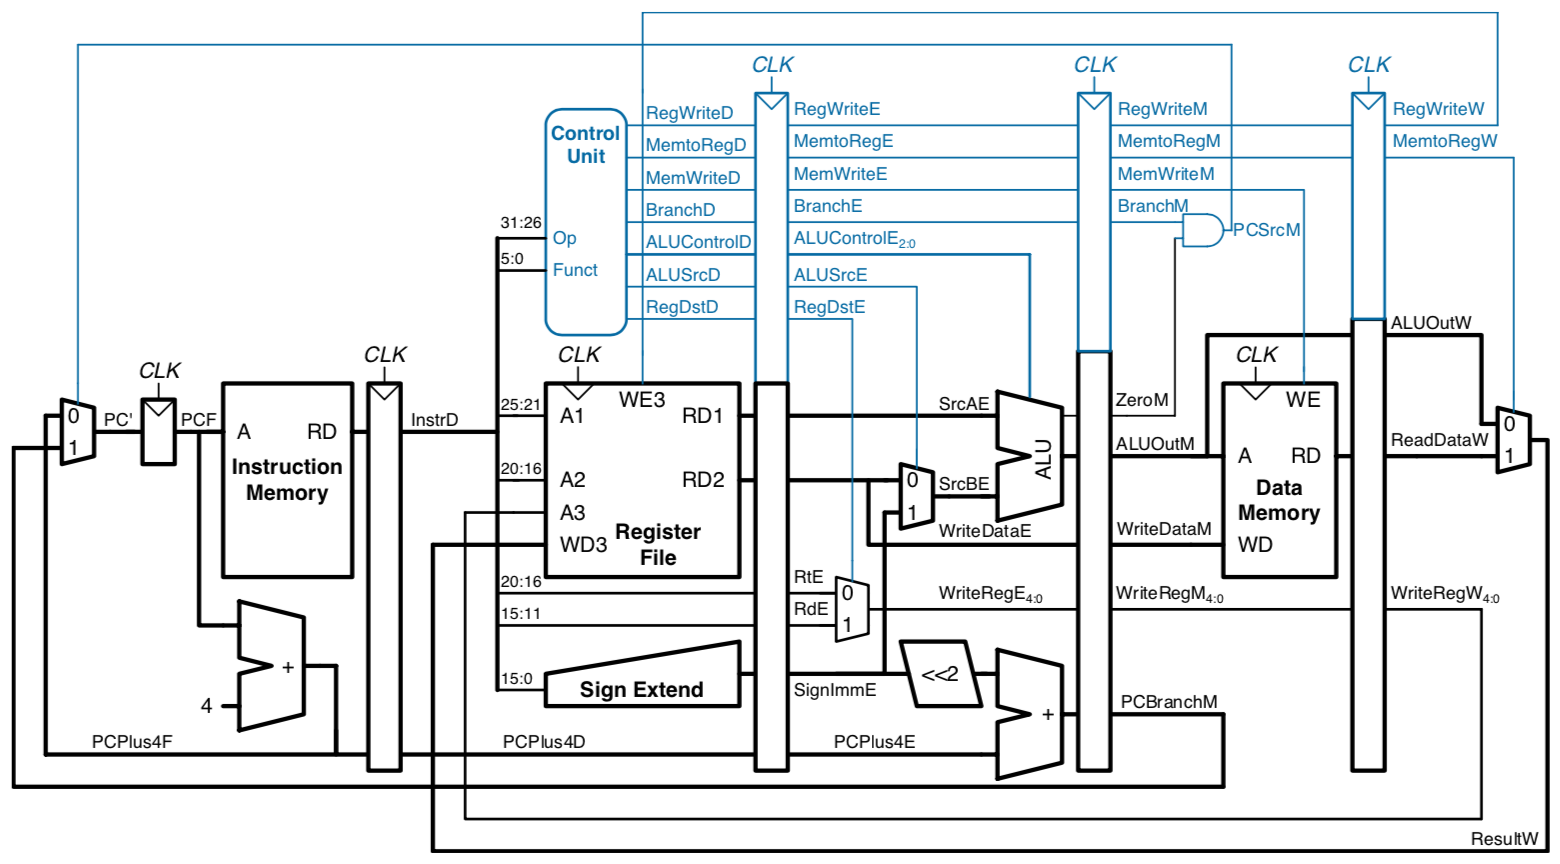 CLK
CLK
CLK
RegWriteD
RegWriteE
RegWriteM
RegWriteW
Control
Unit
MemtoRegD
MemtoRegE
MemtoRegM
MemtoRegW
MemWriteD
MemWriteE
MemWriteM
BranchD
BranchE
BranchM
31:26
Op
PCSrcM
ALUControlD
ALUControlE2:0
5:0
Funct
ALUSrcD
ALUSrcE
RegDstD
RegDstE
ALUOutW
CLK
CLK
CLK
CLK
0
1
PC'
PCF
A
RD
Instruction
Memory
InstrD
25:21
A1
WE3
RD1
20:16
A2
RD2
A3
WD3
Register
File
SrcAE
0
1
SrcBE
ALU
ZeroM
ALUOutM
WE
A
RD
Data
Memory
WD
ReadDataW
0
1
WriteDataE
WriteDataM
20:16
RtE
0
15:11
RdE
1
WriteRegE4:0
WriteRegM4:0
WriteRegW4:0
+
4
15:0
Sign Extend
SignImmE
<<2
+
PCBranchM
PCPlus4F
PCPlus4D
PCPlus4E
ResultW